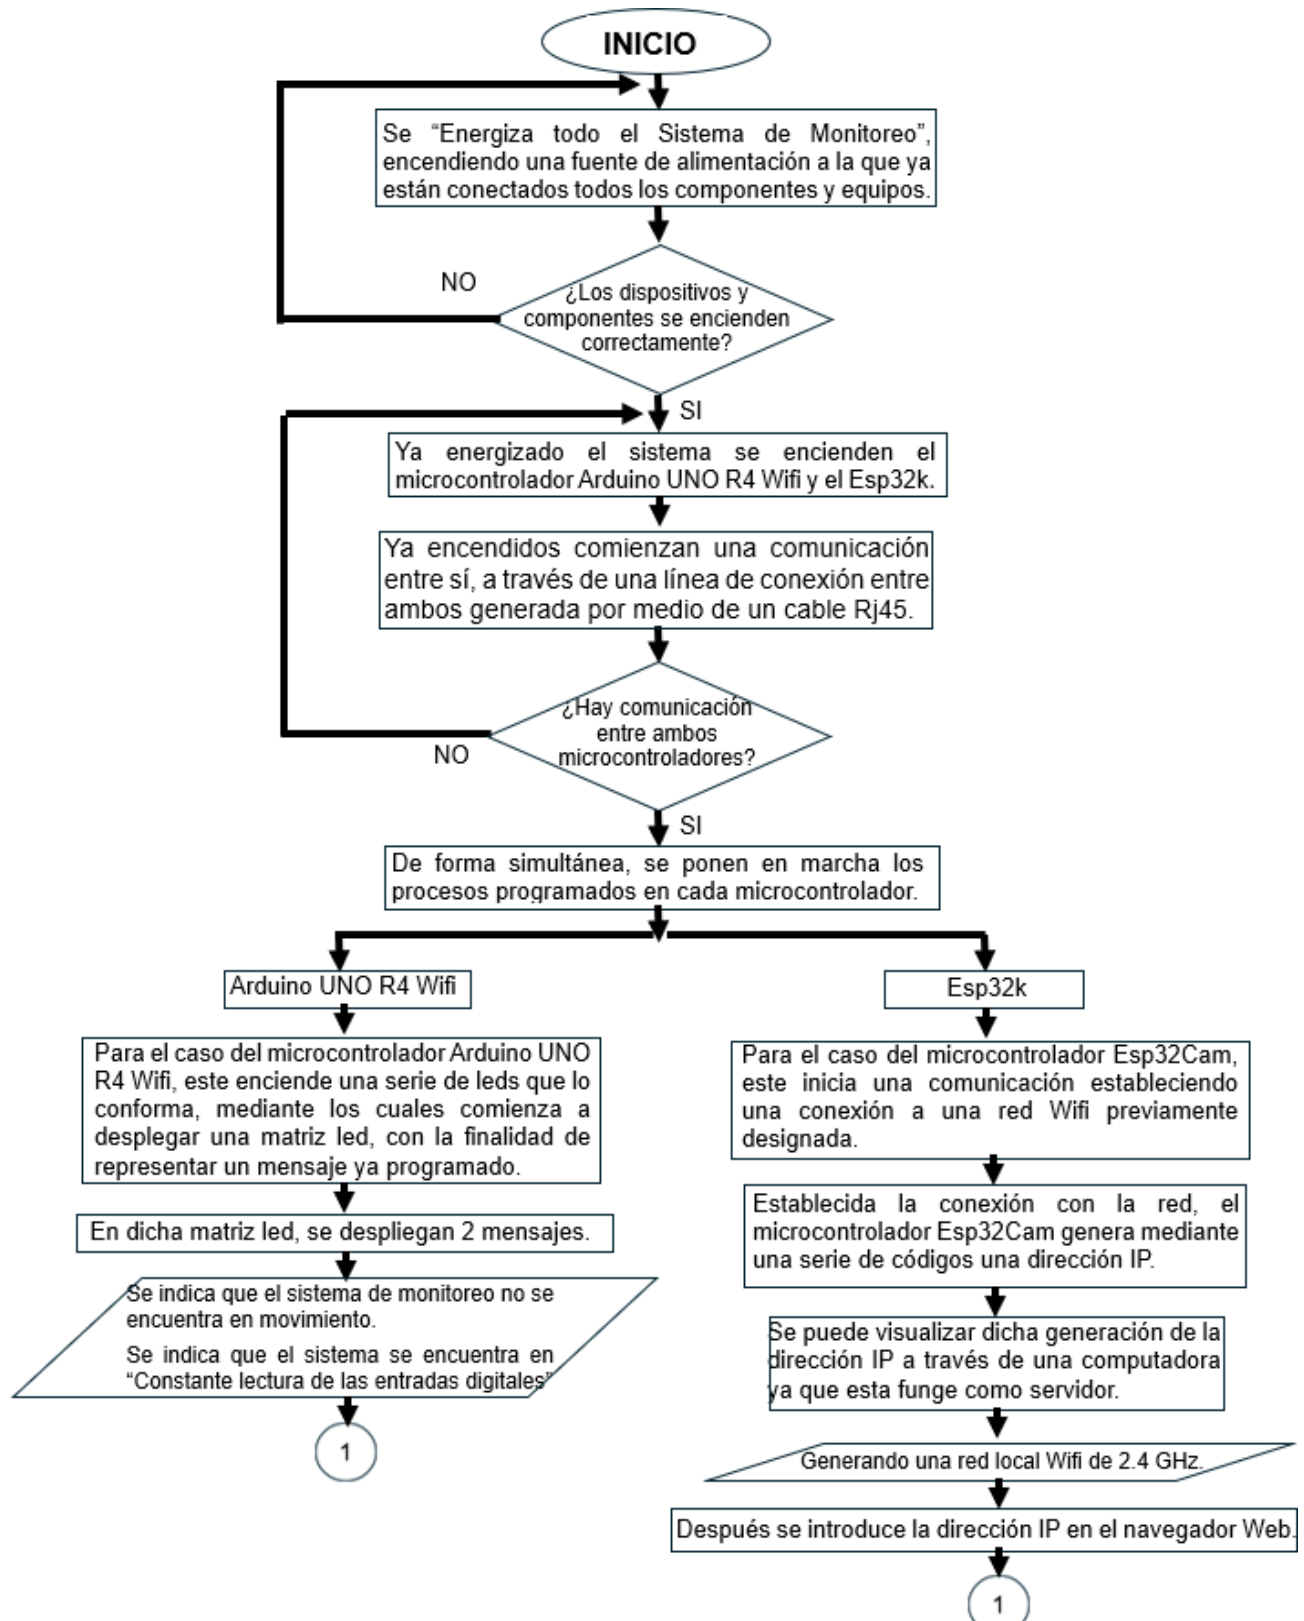 INICIO
Se “Energiza todo el Sistema de Monitoreo”,
encendiendo una fuente de alimentación a la que ya
están conectados todos los componentes y equipos.
NO
¿Los dispositivos y
componentes se encienden
correctamente?
SI
Ya energizado el sistema se encienden el
microcontrolador Arduino UNO R4 Wifi y el Esp32k.
Ya encendidos comienzan una comunicación
entre sí, a través de una línea de conexión entre
ambos generada por medio de un cable Rj45.
¿Hay comunicación
entre ambos
microcontroladores?
NO
SI
De forma simultánea, se ponen en marcha los
procesos programados en cada microcontrolador.
Arduino UNO R4 Wifi
Para el caso del microcontrolador Arduino UNO
R4 Wifi, este enciende una serie de leds que lo
conforma, mediante los cuales comienza a
desplegar una matriz led, con la finalidad de
representar un mensaje ya programado.
En dicha matriz led, se despliegan 2 mensajes.
Se indica que el sistema de monitoreo no se
encuentra en movimiento.
Se indica que el sistema se encuentra en
“Constante lectura de las entradas digitales”
1
Esp32k
Para el caso del microcontrolador Esp32Cam,
este inicia una comunicación estableciendo
una conexión a una red Wifi previamente
designada.
Establecida la conexión con la red, el
microcontrolador Esp32Cam genera mediante
una serie de códigos una dirección IP.
Se puede visualizar dicha generación de la
dirección IP a través de una computadora
ya que esta funge como servidor.
Generando una red local Wifi de 2.4 GHz.
Después se introduce la dirección IP en el navegador Web.
1